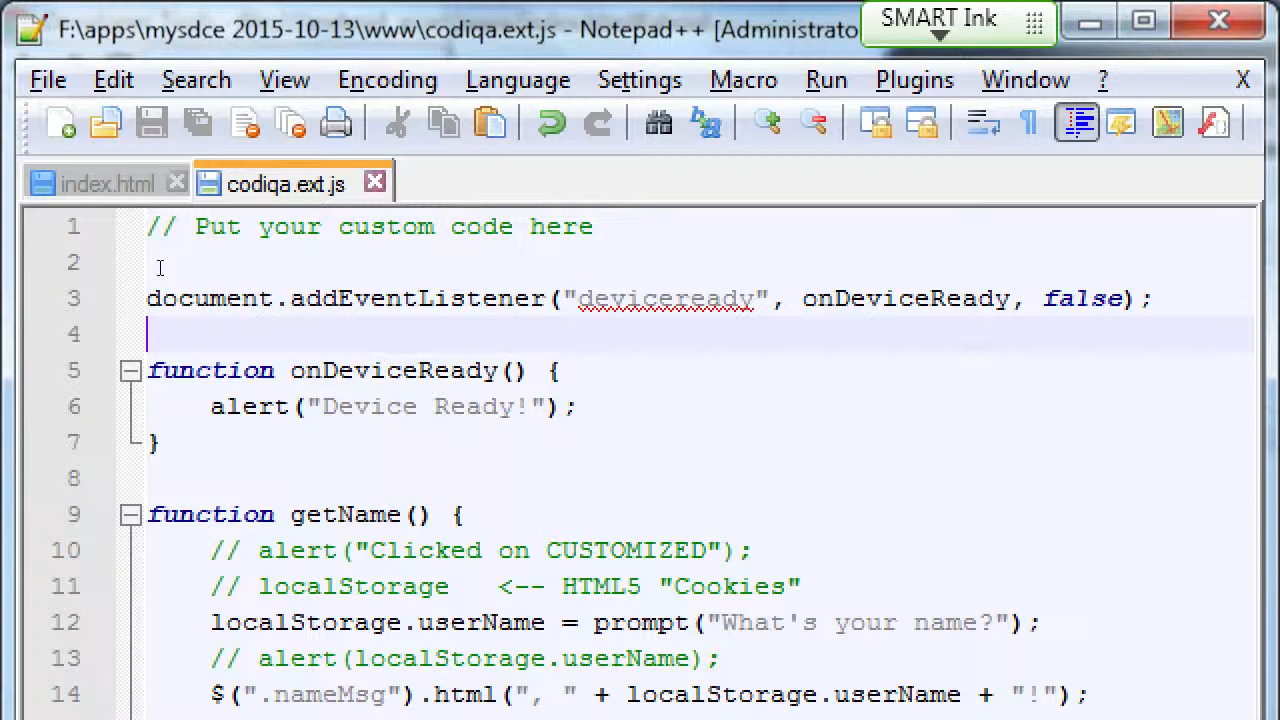 F:\apps\mysdce 2015-10-13\www\codiqa.ext.js - Notepad++ [Administrato
SMART Ink
File Edit Search View Encoding Language Settings Macro Run Plugins Window ? X
index.html codiqa.ext.js
1 // Put your custom code here
2
3 document.addEventListener("deviceready", onDeviceReady, false);
4
5 function onDeviceReady() {
6 alert("Device Ready!");
7 }
8
9 function getName() {
10 // alert("Clicked on CUSTOMIZED");
11 // localStorage <-- HTML5 "Cookies"
12 localStorage.userName = prompt("What's your name?");
13 // alert(localStorage.userName);
14 $(".nameMsg").html(", " + localStorage.userName + "!");